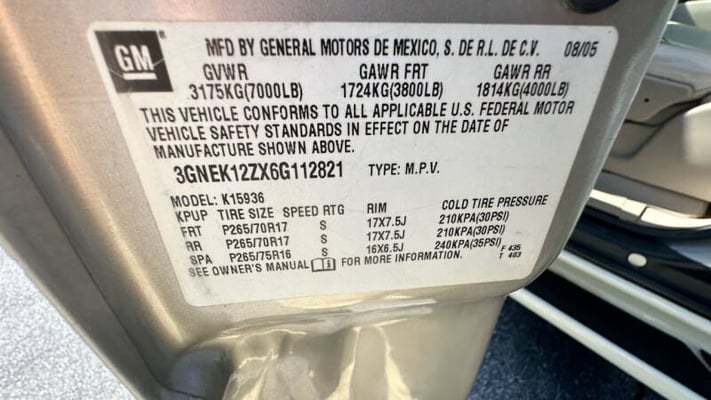 GM
MFD BY GENERAL MOTORS DE MEXICO, S. DE R.L. DE C.V. 08/05
GVWR GAWR FRT GAWR RR
3175KG(7000LB) 1724KG(3800LB) 1814KG(4000LB)
THIS VEHICLE CONFORMS TO ALL APPLICABLE U.S. FEDERAL MOTOR
VEHICLE SAFETY STANDARDS IN EFFECT ON THE DATE OF
MANUFACTURE SHOWN ABOVE.
3GNEK12ZX6G112821 TYPE: M.P.V.
MODEL: K15936
KPUP TIRE SIZE SPEED RTG RIM COLD TIRE PRESSURE
FRT P265/70R17 S 17X7.5J 210KPA(30PSI)
RR P265/70R17 S 17X7.5J 210KPA(30PSI)
SPA P265/75R16 S 16X6.5J 240KPA(35PSI) F 435
SEE OWNER'S MANUAL FOR MORE INFORMATION. T 403